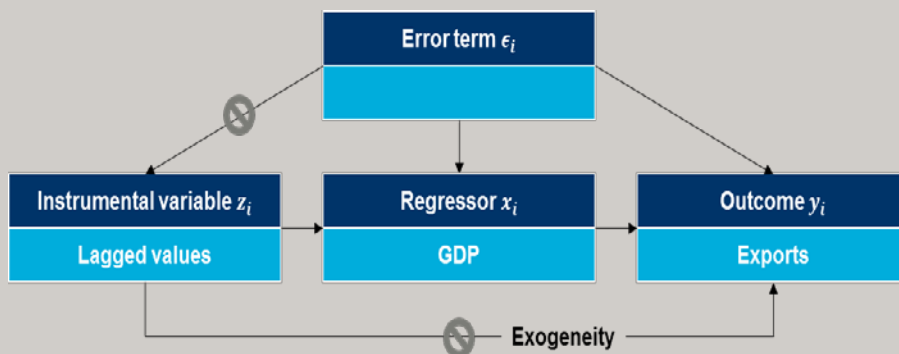 Error term ϵᵢ
Instrumental variable zᵢ
Regressor xᵢ
Outcome yᵢ
Lagged values
GDP
Exports
Exogeneity